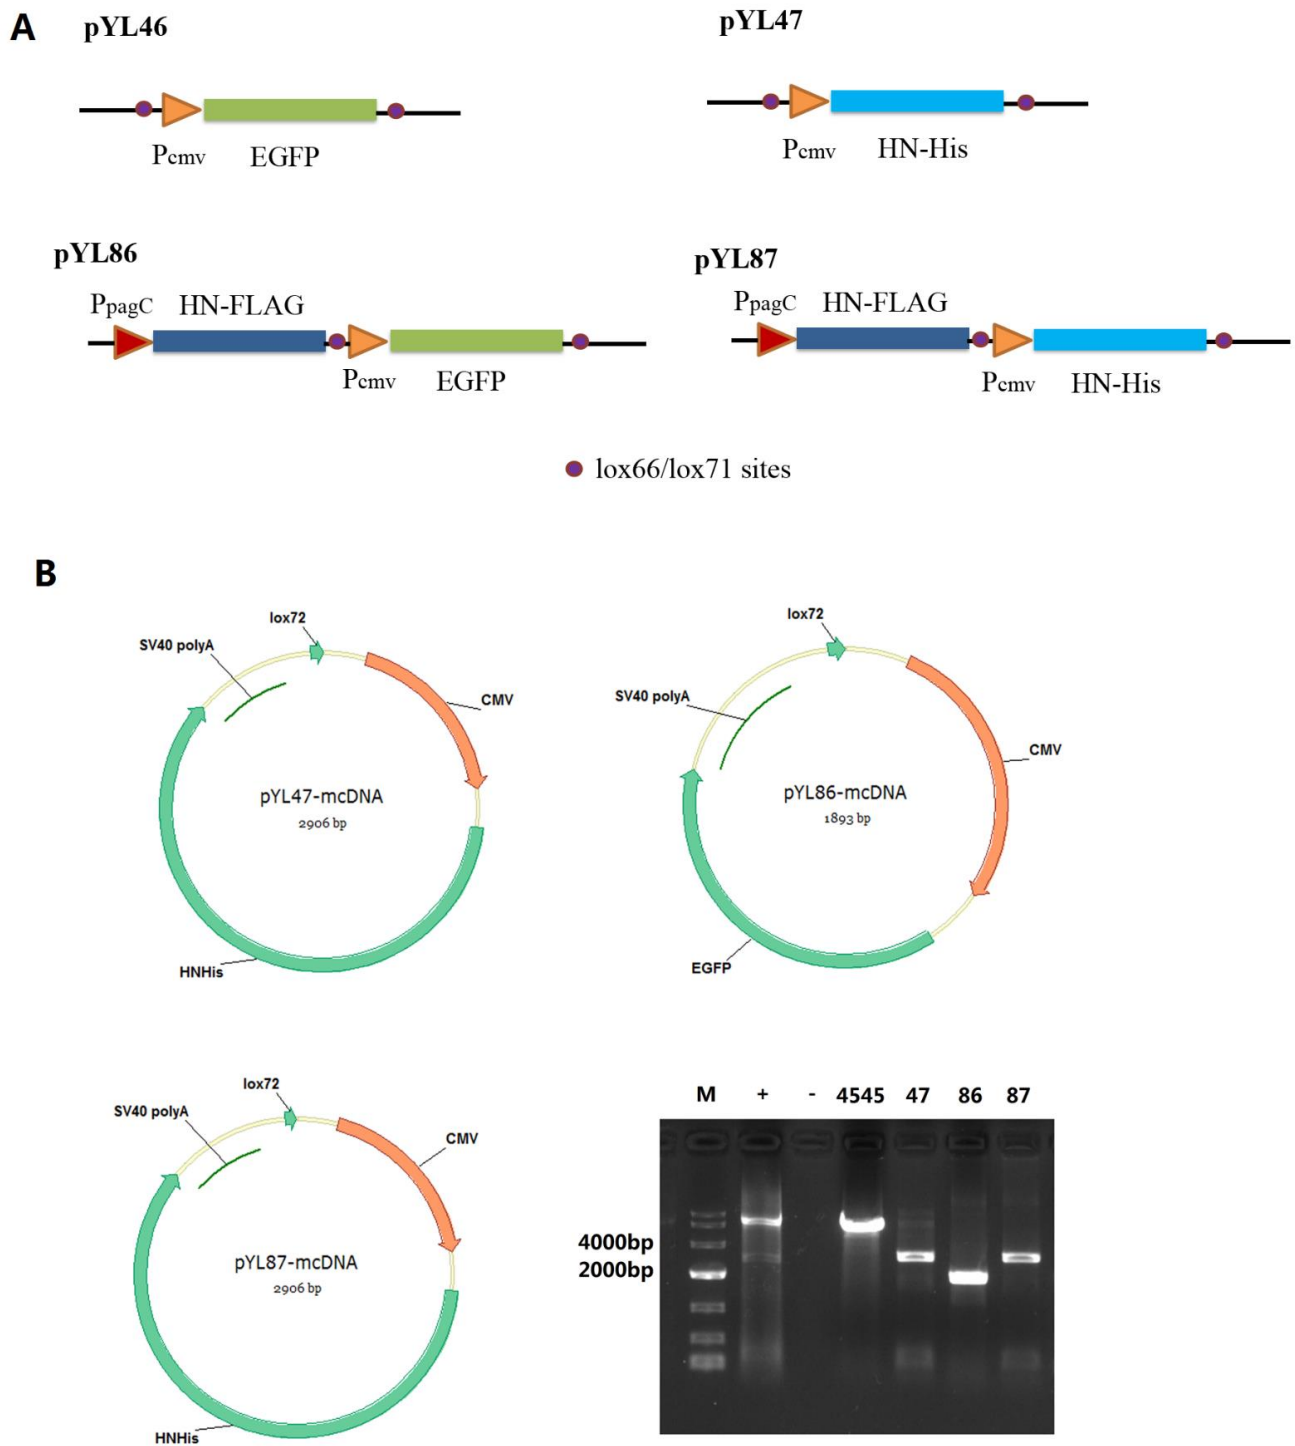 A
pYL46
pYL47
Pcmv EGFP
Pcmv HN-His
pYL86
pYL87
PpagC HN-FLAG
PpagC HN-FLAG
Pcmv EGFP
Pcmv HN-His
lox66/lox71 sites
B
lox72
SV40 polyA
CMV
pYL47-mcDNA
2906 bp
HNHis
lox72
SV40 polyA
CMV
pYL86-mcDNA
1893 bp
EGFP
lox72
SV40 polyA
CMV
pYL87-mcDNA
2906 bp
HNHis
M + - 4545 47 86 87
4000bp
2000bp